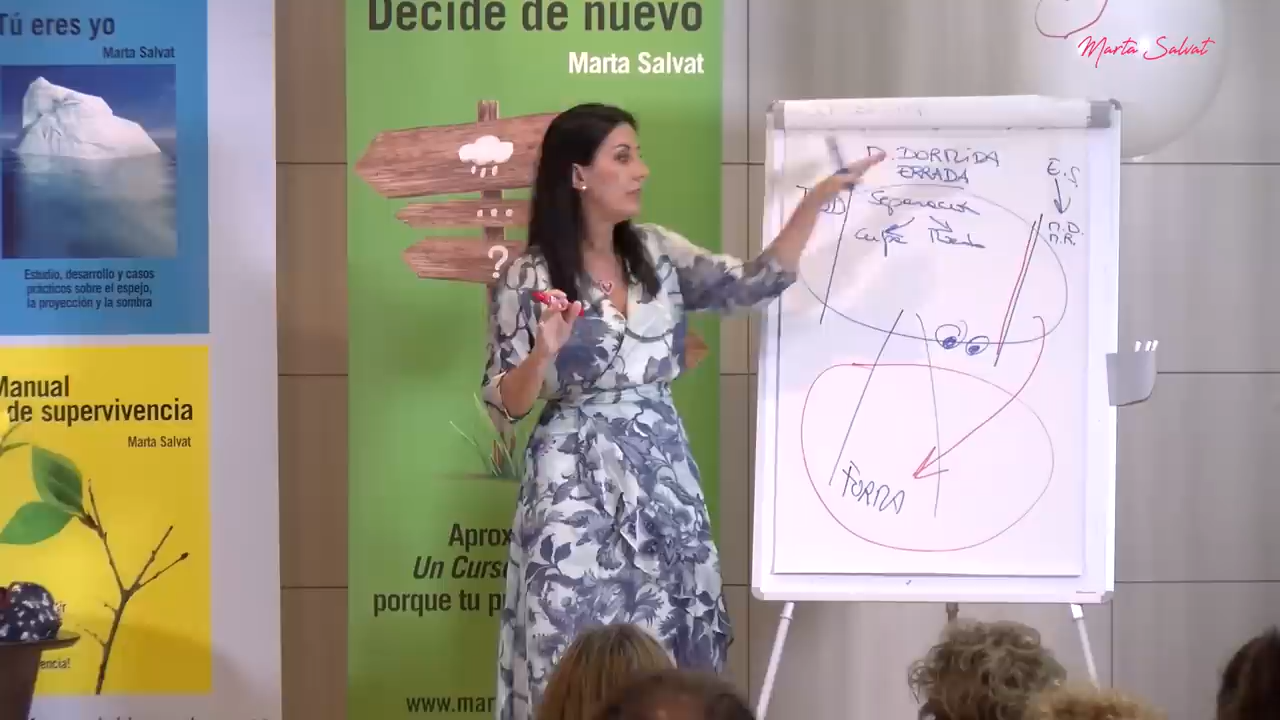 Tú eres yo
Marta Salvat
Estudio, desarrollo y casos
prácticos sobre el espejo,
la proyección y la sombra
Manual
de supervivencia
Marta Salvat
Decide de nuevo
Marta Salvat
?
Aprox
Un Curs
porque tu p
www.mar
Marta Salvat
DORMIDA
ERRADA
Separación
Culpa Miedo
E.S
M.D.
M.R.
FORMA